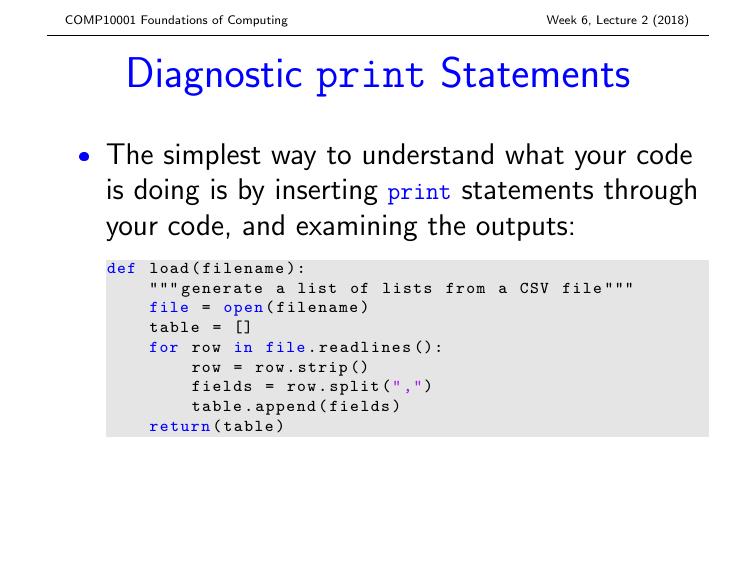 COMP10001 Foundations of Computing Week 6, Lecture 2 (2018)
Diagnostic print Statements
• The simplest way to understand what your code
is doing is by inserting print statements through
your code, and examining the outputs:
def load(filename):
    """generate a list of lists from a CSV file"""
    file = open(filename)
    table = []
    for row in file.readlines():
        row = row.strip()
        fields = row.split(",")
        table.append(fields)
    return(table)